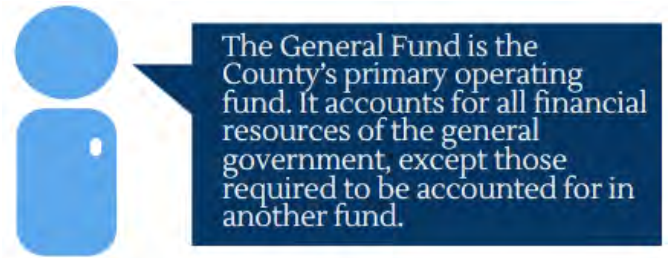 The General Fund is the
County’s primary operating
fund. It accounts for all financial
resources of the general
government, except those
required to be accounted for in
another fund.